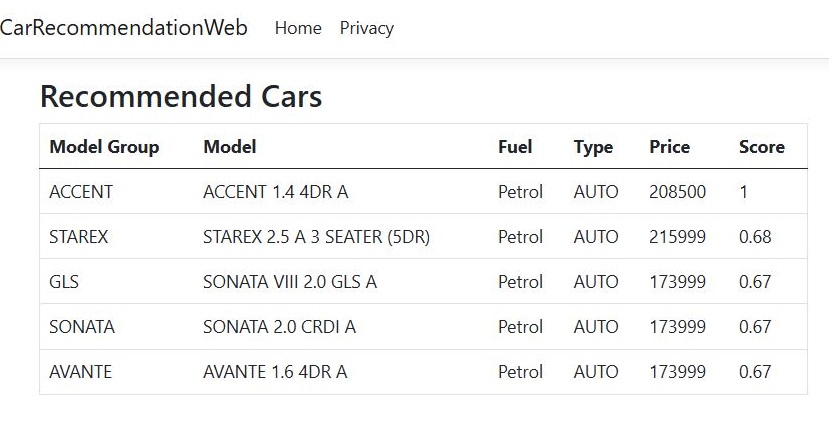 CarRecommendationWeb Home Privacy
Recommended Cars
Model Group Model Fuel Type Price Score
ACCENT ACCENT 1.4 4DR A Petrol AUTO 208500 1
STAREX STAREX 2.5 A 3 SEATER (5DR) Petrol AUTO 215999 0.68
GLS SONATA VIII 2.0 GLS A Petrol AUTO 173999 0.67
SONATA SONATA 2.0 CRDI A Petrol AUTO 173999 0.67
AVANTE AVANTE 1.6 4DR A Petrol AUTO 173999 0.67